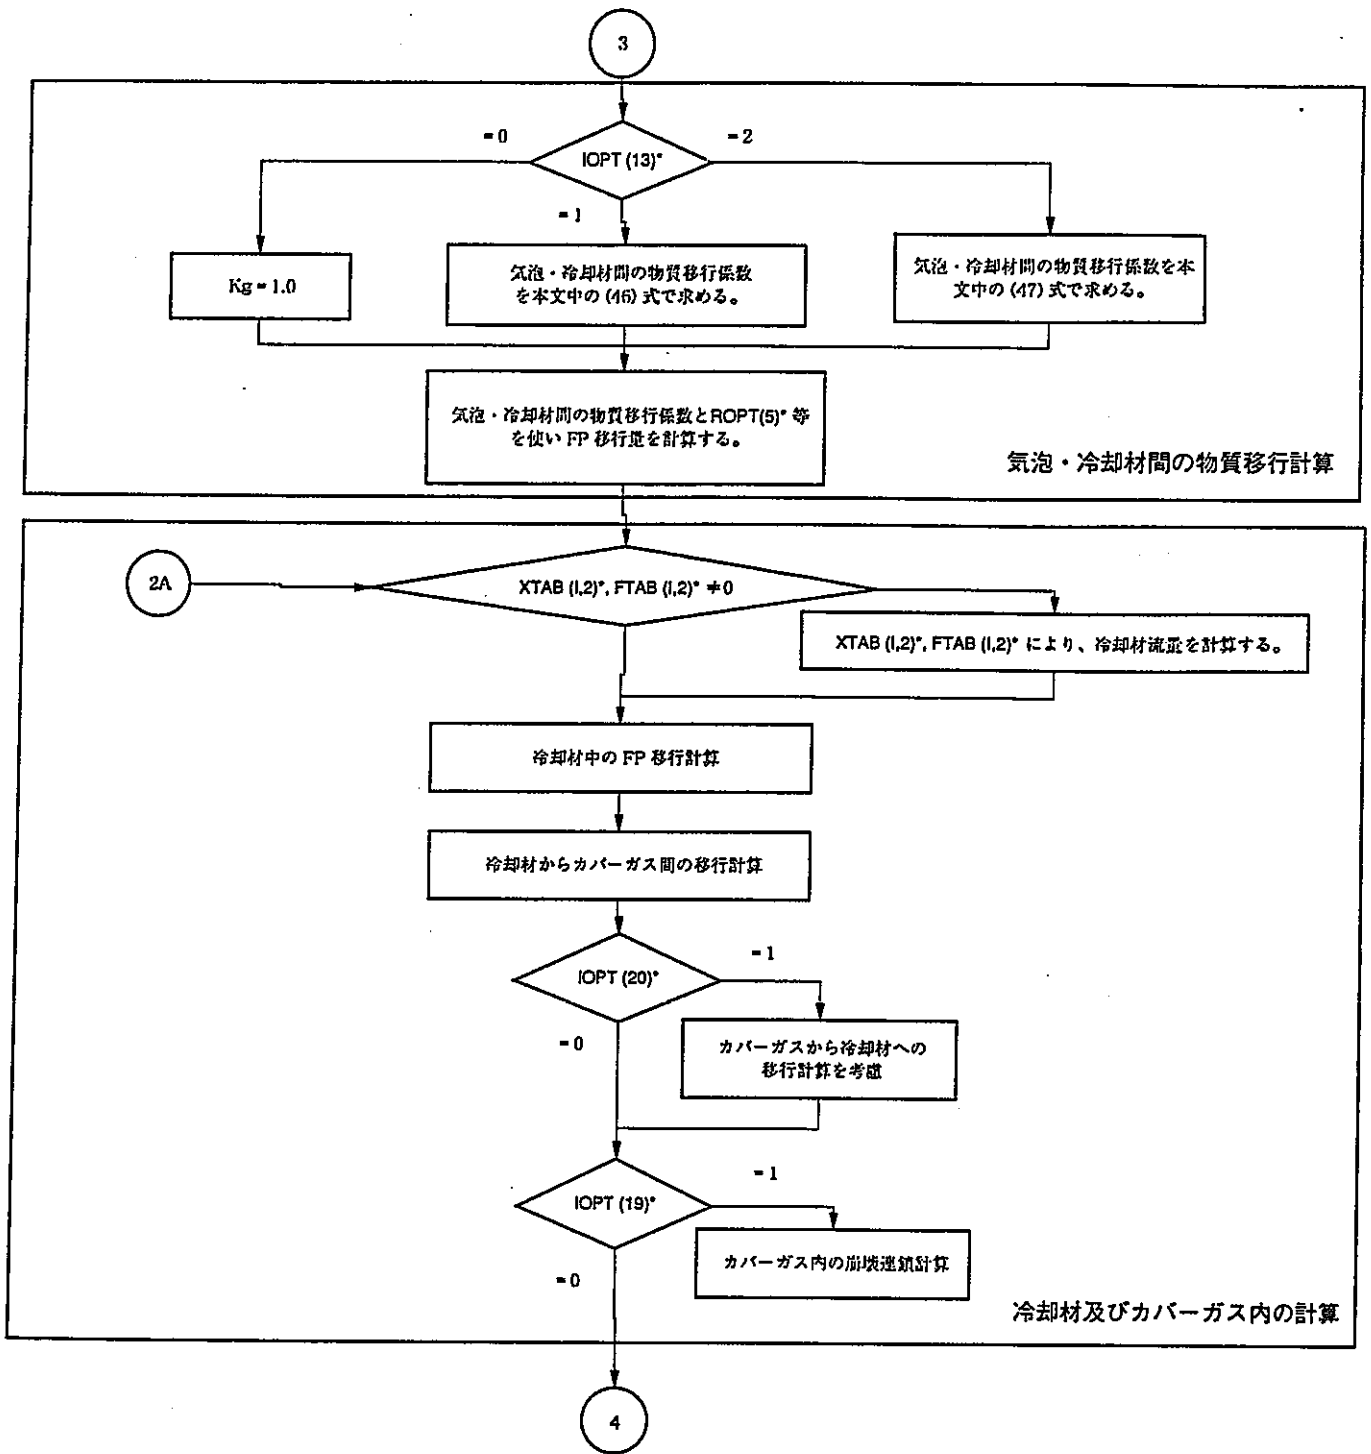 3
= 0
= 2
IOPT (13)*
= 1
Kg = 1.0
気泡・冷却材間の物質移行係数
を本文中の (46) 式で求める。
気泡・冷却材間の物質移行係数を本
文中の (47) 式で求める。
気泡・冷却材間の物質移行係数とROPT(5)* 等
を使い FP 移行量を計算する。
気泡・冷却材間の物質移行計算
2A
XTAB (I,2)*, FTAB (I,2)* ≠0
XTAB (I,2)*, FTAB (I,2)* により、冷却材流量を計算する。
冷却材中の FP 移行計算
冷却材からカバーガス間の移行計算
IOPT (20)*
= 1
= 0
カバーガスから冷却材への
移行計算を考慮
IOPT (19)*
= 1
= 0
カバーガス内の崩壊連鎖計算
冷却材及びカバーガス内の計算
4